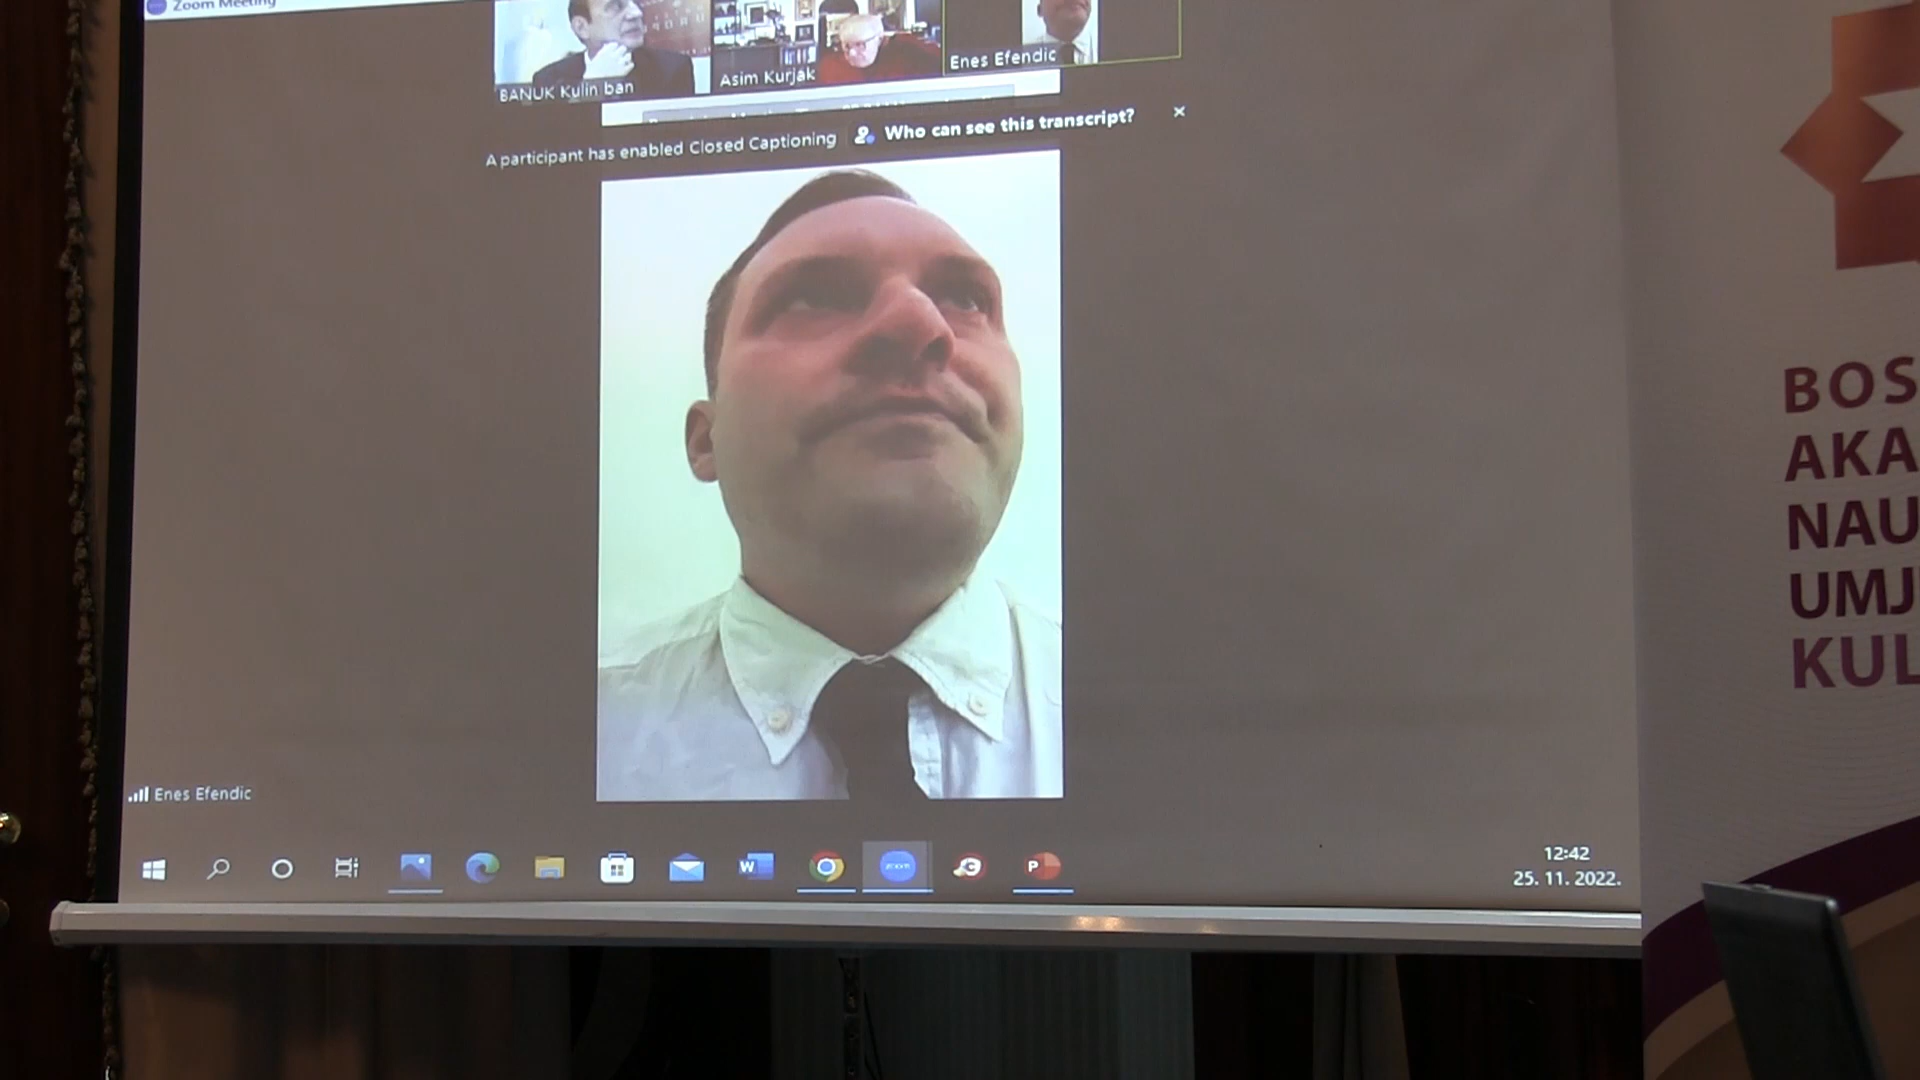 Zoom Meeting
BANUK Kulin ban
Asim Kurjak
Enes Efendic
A participant has enabled Closed Captioning
Who can see this transcript?
Enes Efendic
zoom
12:42
25. 11. 2022.
BOS
AKA
NAU
UMJ
KUL